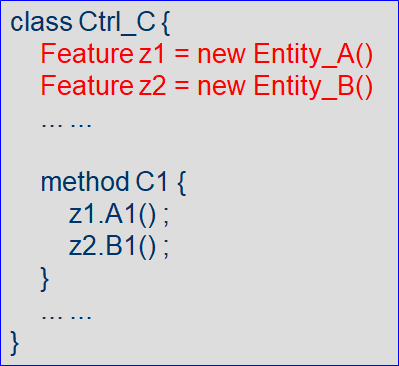 class Ctrl_C {
Feature z1 = new Entity_A()
Feature z2 = new Entity_B()
... ...
method C1 {
z1.A1() ;
z2.B1() ;
}
... ...
}